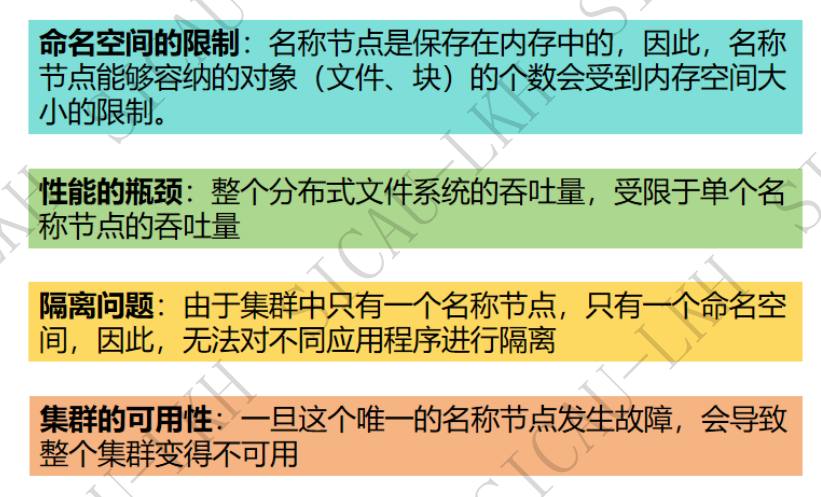 命名空间的限制：名称节点是保存在内存中的，因此，名称
节点能够容纳的对象（文件、块）的个数会受到内存空间大
小的限制。
性能的瓶颈：整个分布式文件系统的吞吐量，受限于单个名
称节点的吞吐量
隔离问题：由于集群中只有一个名称节点，只有一个命名空
间，因此，无法对不同应用程序进行隔离
集群的可用性：一旦这个唯一的名称节点发生故障，会导致
整个集群变得不可用
SICAU-LKH